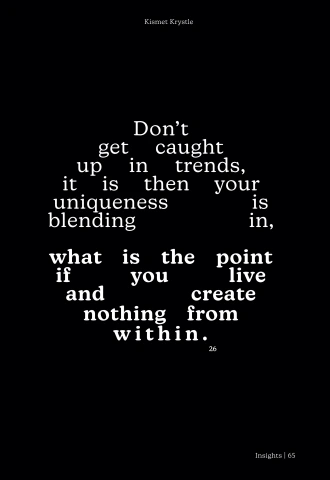 Kismet Krystle
Don't
get caught
up in trends,
it is then your
uniqueness is
blending in,
what is the point
if you live
and create
nothing from
within.
26
Insights | 65